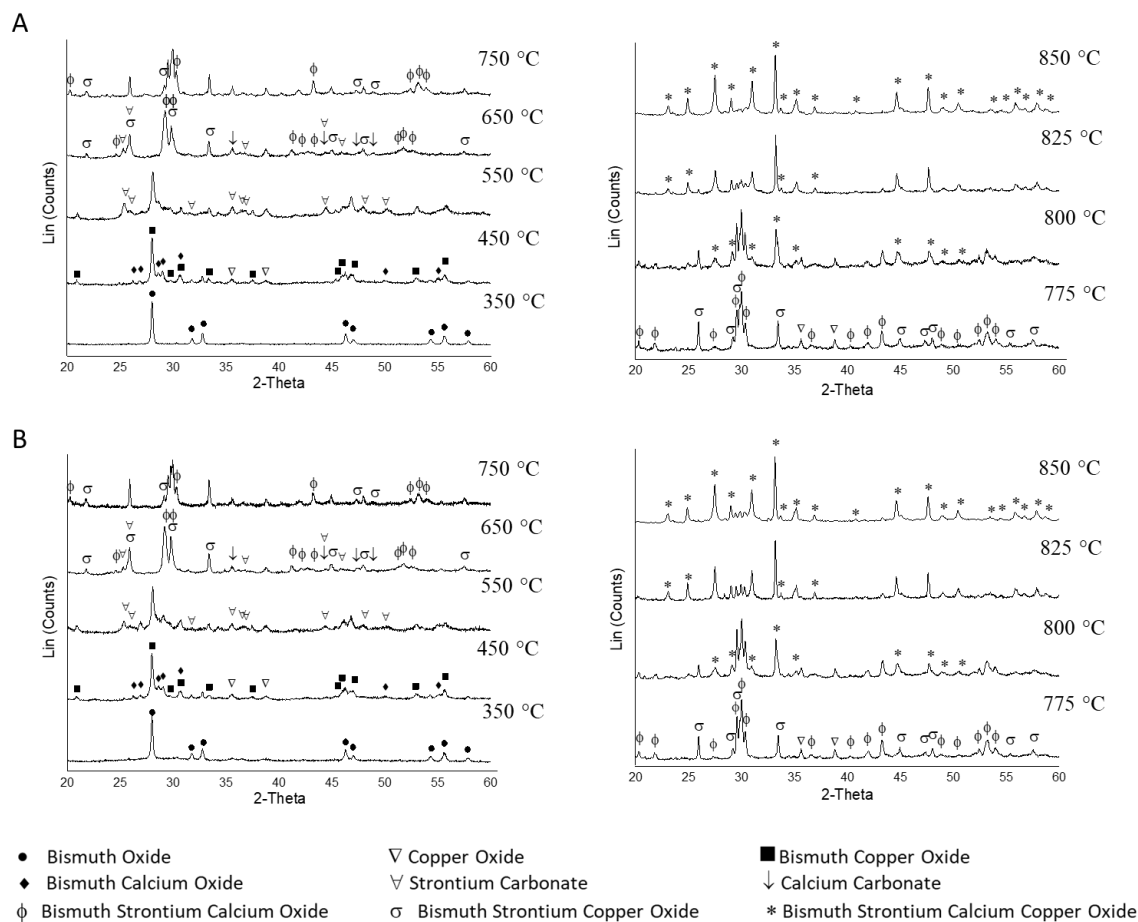 A
750 °C
650 °C
550 °C
450 °C
350 °C
Lin (Counts)
20 25 30 35 40 45 50 55 60
2-Theta
850 °C
825 °C
800 °C
775 °C
Lin (Counts)
20 25 30 35 40 45 50 55 60
2-Theta
B
750 °C
650 °C
550 °C
450 °C
350 °C
Lin (Counts)
20 25 30 35 40 45 50 55 60
2-Theta
850 °C
825 °C
800 °C
775 °C
Lin (Counts)
20 25 30 35 40 45 50 55 60
2-Theta
● Bismuth Oxide ▽ Copper Oxide ■ Bismuth Copper Oxide
♦ Bismuth Calcium Oxide ∀ Strontium Carbonate ↓ Calcium Carbonate
ϕ Bismuth Strontium Calcium Oxide σ Bismuth Strontium Copper Oxide * Bismuth Strontium Calcium Copper Oxide